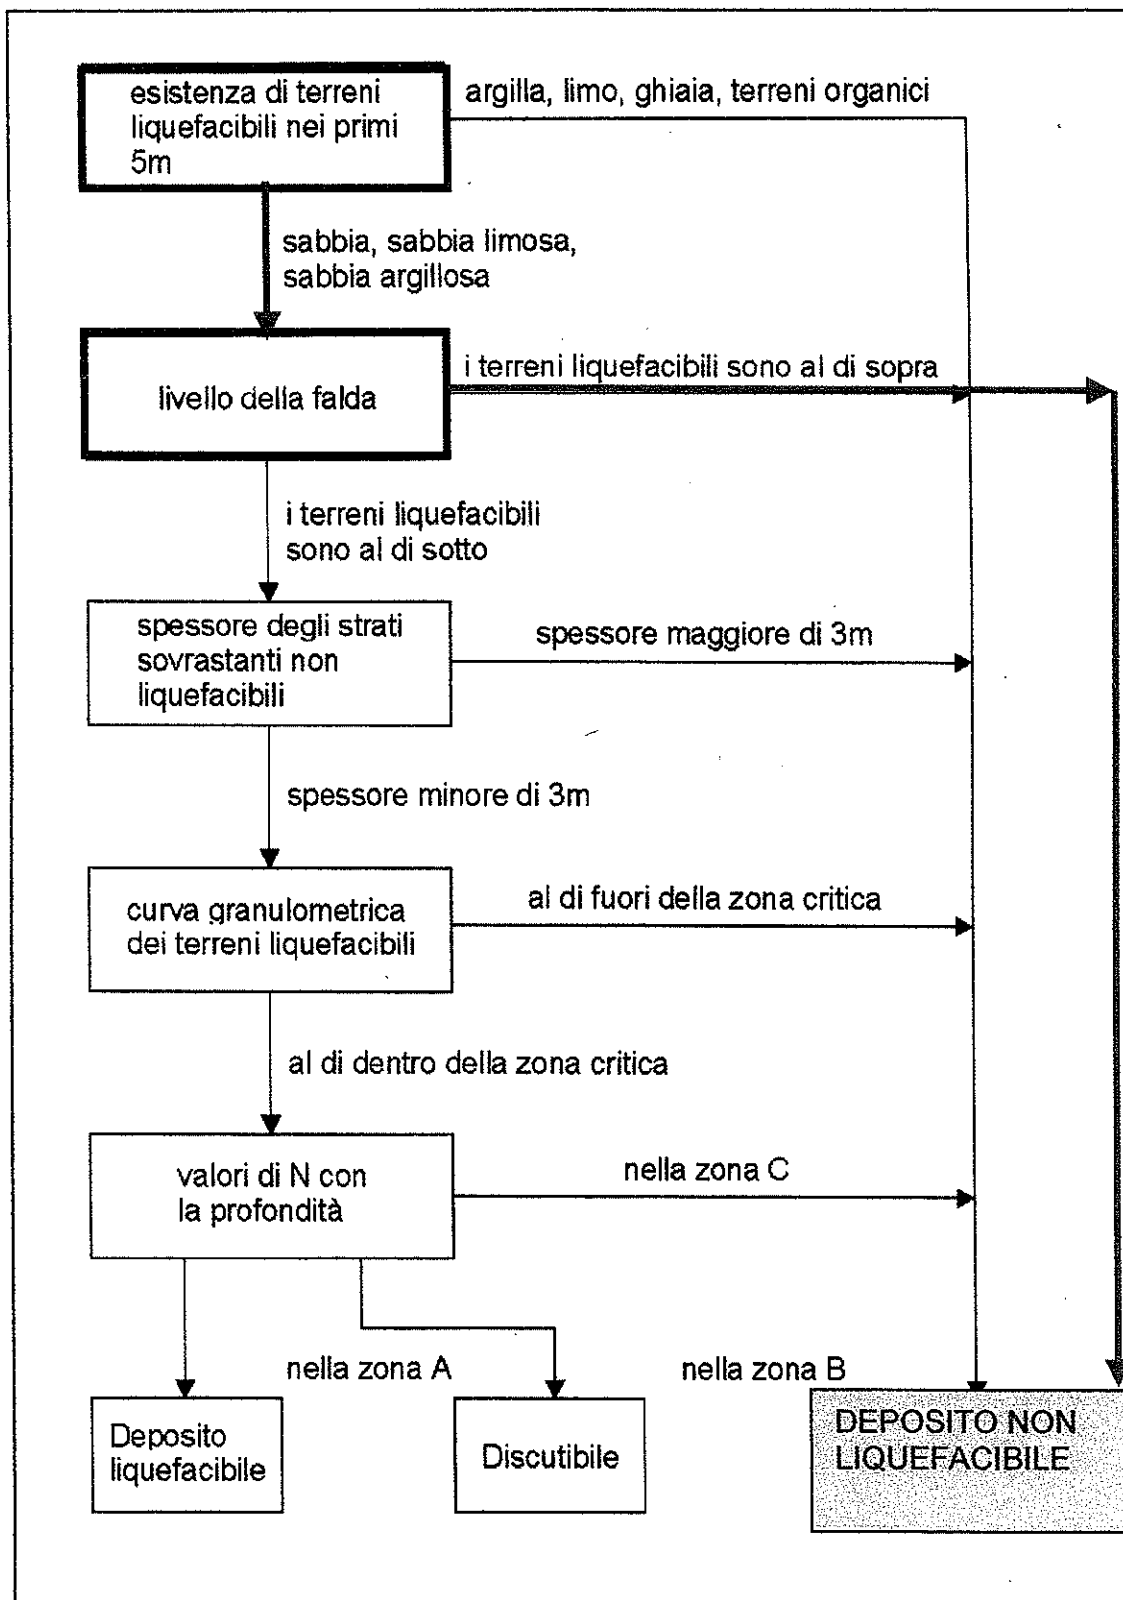 esistenza di terreni
liquefacibili nei primi
5m
argilla, limo, ghiaia, terreni organici
sabbia, sabbia limosa,
sabbia argillosa
livello della falda
i terreni liquefacibili sono al di sopra
i terreni liquefacibili
sono al di sotto
spessore degli strati
sovrastanti non
liquefacibili
spessore maggiore di 3m
spessore minore di 3m
curva granulometrica
dei terreni liquefacibili
al di fuori della zona critica
al di dentro della zona critica
valori di N con
la profondità
nella zona C
nella zona A
nella zona B
Deposito
liquefacibile
Discutibile
DEPOSITO NON
LIQUEFACIBILE